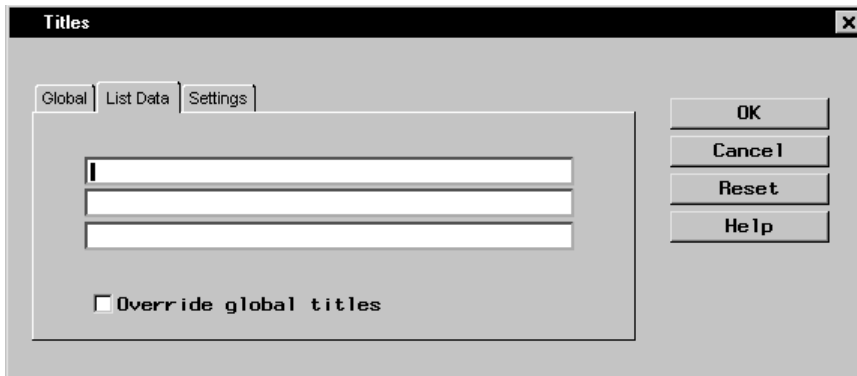 Titles
Global List Data Settings
OK
Cancel
Reset
Help
Override global titles